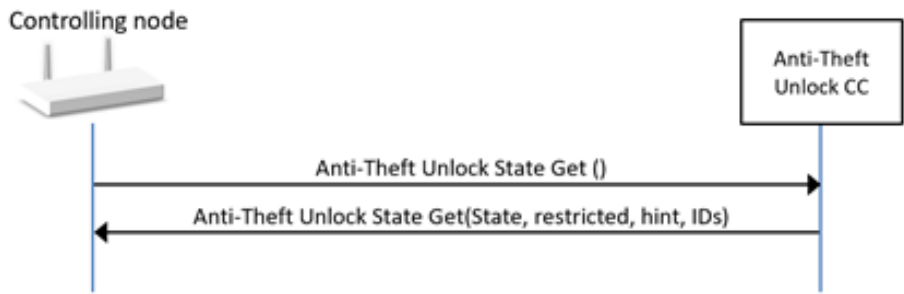 Controlling node
Anti-Theft
Unlock CC
Anti-Theft Unlock State Get ()
Anti-Theft Unlock State Get(State, restricted, hint, IDs)